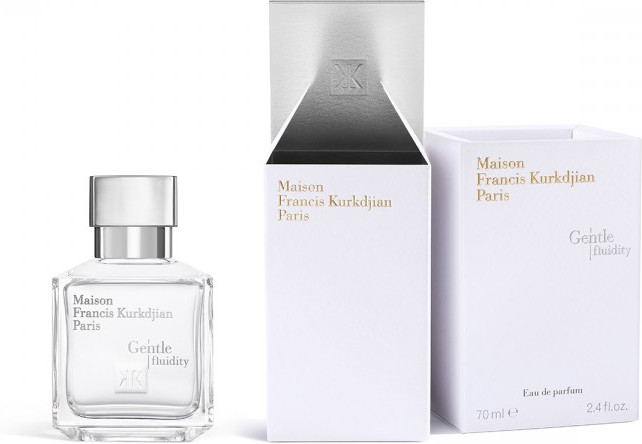 Maison
Francis Kurkdjian
Paris
Gentle
fluidity
Maison
Francis Kurkdjian
Paris
Maison
Francis Kurkdjian
Paris
Gentle
fluidity
Eau de parfum
70 ml ℮ 2.4 fl.oz.